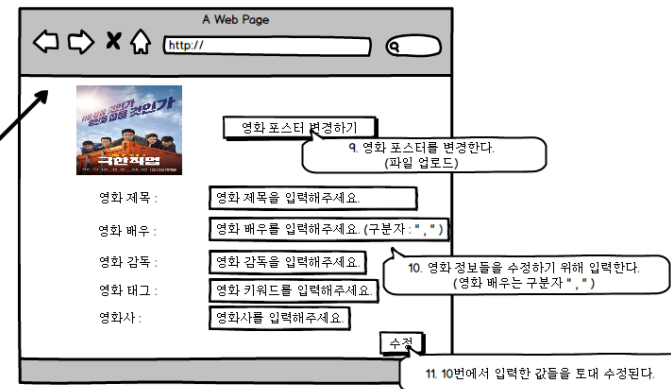 A Web Page
http://
극한직업
영화 포스터 변경하기
9. 영화 포스터를 변경한다.
(파일 업로드)
영화 제목 :
영화 제목을 입력해주세요.
영화 배우 :
영화 배우를 입력해주세요. (구분자 : " , " )
영화 감독 :
영화 감독을 입력해주세요.
10. 영화 정보들을 수정하기 위해 입력한다.
(영화 배우는 구분자 " , " )
영화 태그 :
영화 키워드를 입력해주세요.
영화사 :
영화사를 입력해주세요.
수정
11. 10번에서 입력한 값들을 토대 수정된다.